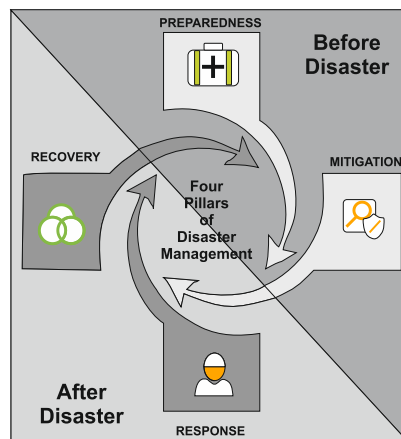 PREPAREDNESS
Before
Disaster
RECOVERY
MITIGATION
Four
Pillars
of
Disaster
Management
After
Disaster
RESPONSE